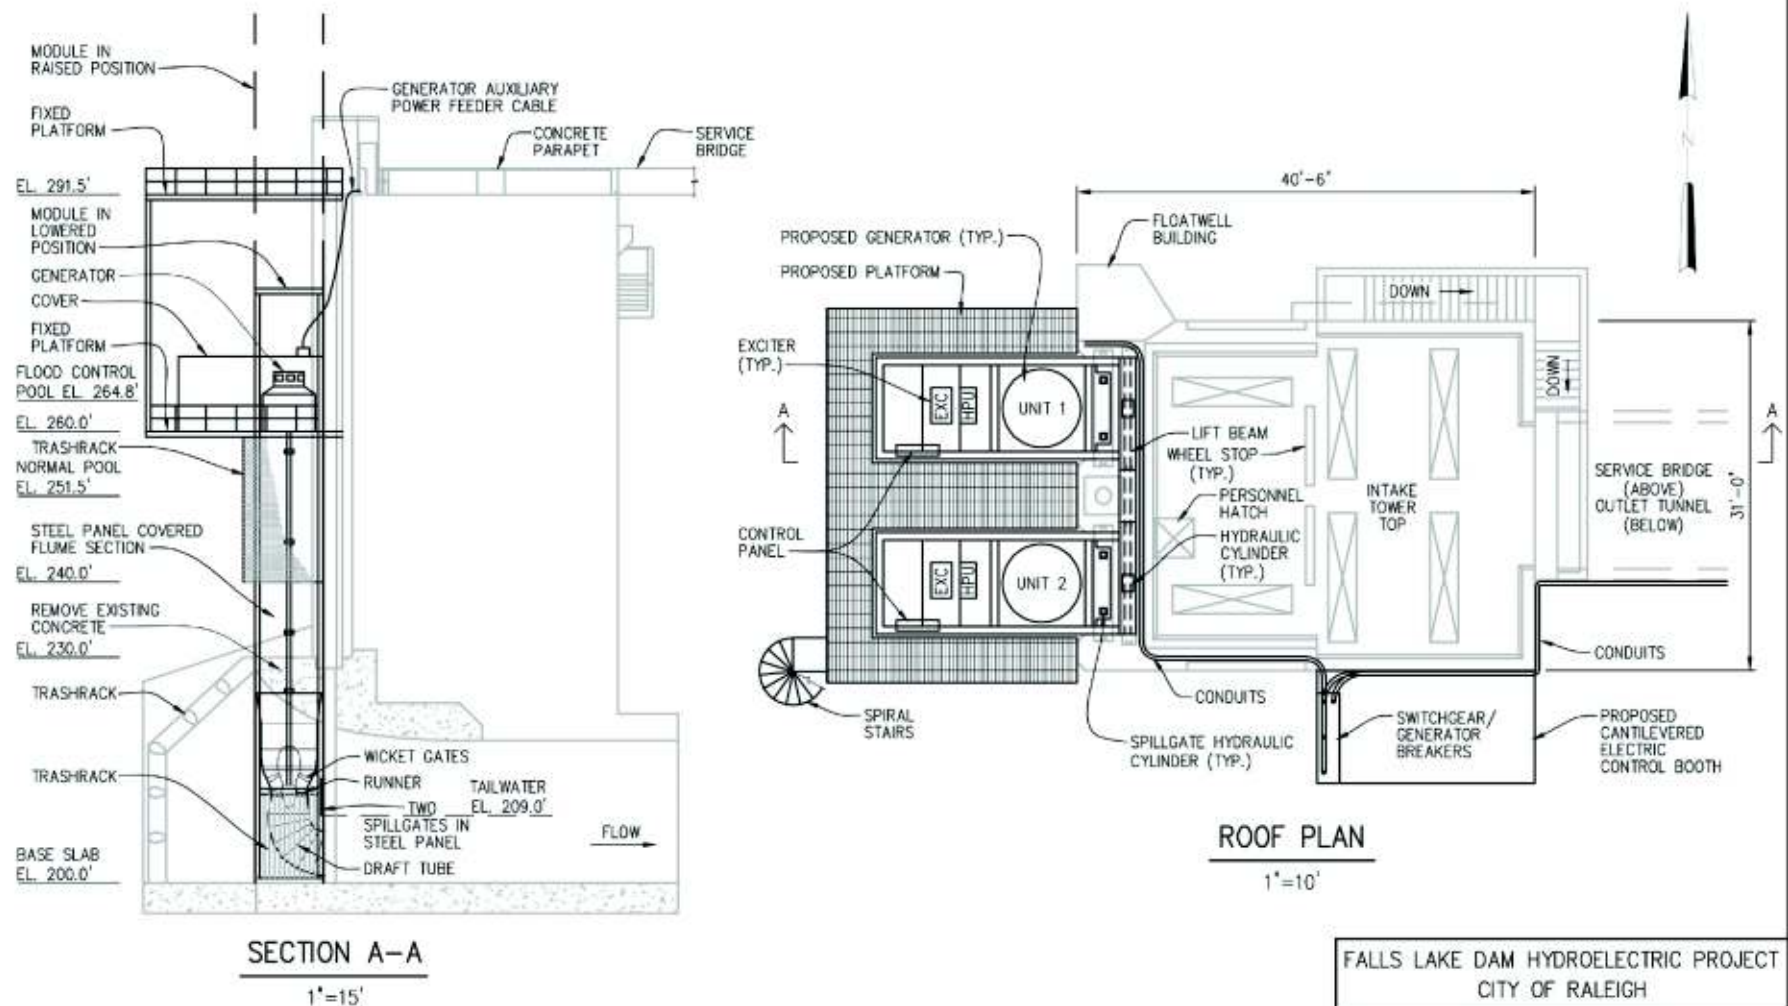 MODULE IN
RAISED POSITION
FIXED
PLATFORM
EL. 291.5'
MODULE IN
LOWERED
POSITION
GENERATOR
COVER
FIXED
PLATFORM
FLOOD CONTROL
POOL EL. 264.8'
EL. 260.0'
TRASHRACK
NORMAL POOL
EL. 251.5'
STEEL PANEL COVERED
FLUME SECTION
EL. 240.0'
REMOVE EXISTING
CONCRETE
EL. 230.0'
TRASHRACK
TRASHRACK
BASE SLAB
EL. 200.0'
GENERATOR AUXILIARY
POWER FEEDER CABLE
CONCRETE
PARAPET
SERVICE
BRIDGE
WICKET GATES
RUNNER
TAILWATER
EL. 209.0'
TWO
SPILLGATES IN
STEEL PANEL
DRAFT TUBE
FLOW
SECTION A-A
1"=15'
N
40'-6"
FLOATWELL
BUILDING
PROPOSED GENERATOR (TYP.)
PROPOSED PLATFORM
EXCITER
(TYP.)
A
CONTROL
PANEL
EXC
HPU
UNIT 1
EXC
HPU
UNIT 2
SPIRAL
STAIRS
DOWN
DOWN
LIFT BEAM
WHEEL STOP
(TYP.)
PERSONNEL
HATCH
HYDRAULIC
CYLINDER
(TYP.)
INTAKE
TOWER
TOP
SERVICE BRIDGE
(ABOVE)
OUTLET TUNNEL
(BELOW)
31'-0"
A
CONDUITS
CONDUITS
SPILLGATE HYDRAULIC
CYLINDER (TYP.)
SWITCHGEAR/
GENERATOR
BREAKERS
PROPOSED
CANTILEVERED
ELECTRIC
CONTROL BOOTH
ROOF PLAN
1"=10'
FALLS LAKE DAM HYDROELECTRIC PROJECT
CITY OF RALEIGH